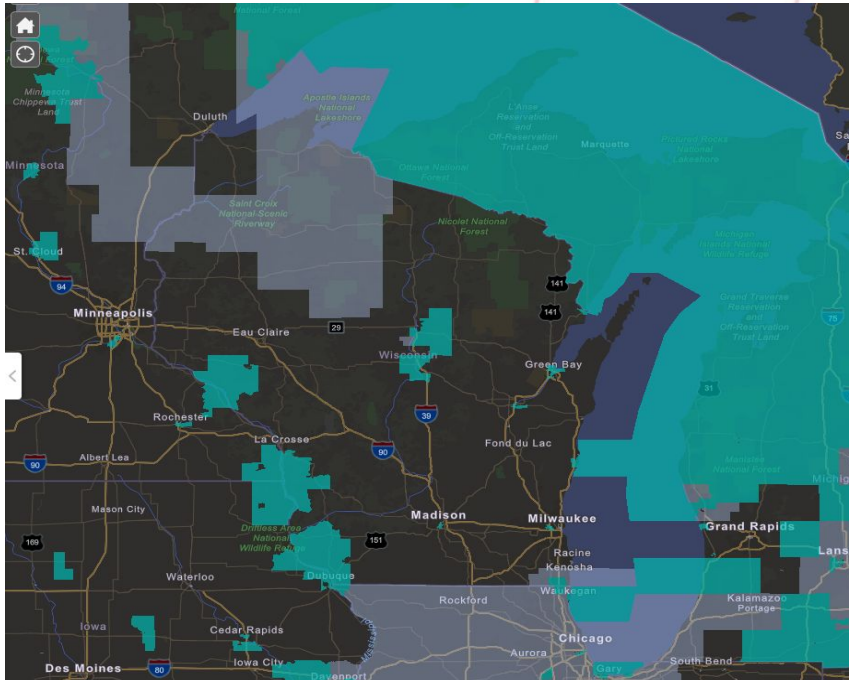 National Forest
National Forest
Minnesota
Chippewa Trust
Land
Duluth
Apostle Islands
National
Lakeshore
L'Anse
Reservation
and
Off-Reservation
Trust Land
Marquette
Pictured Rocks
National
Lakeshore
Sa
Minnesota
Ottawa National
Forest
Saint Croix
National Scenic
Riverway
Nicolet National
Forest
Michigan
Islands National
Wildlife Refuge
St. Cloud
94
141
141
Grand Traverse
Reservation
and
Off-Reservation
Trust Land
75
Minneapolis
Eau Claire
29
Wisconsin
Green Bay
31
Rochester
39
La Crosse
Fond du Lac
90
Albert Lea
90
Manistee
National Forest
Michig
Mason City
Madison
Milwaukee
Grand Rapids
169
Driftless Area
National
Wildlife Refuge
151
Lans
Racine
Kenosha
Waterloo
Dubuque
Waukegan
Rockford
Kalamazoo
Portage
Iowa
Cedar Rapids
Mississippi
Chicago
Aurora
Des Moines
80
Iowa City
Davenport
Gary
South Bend